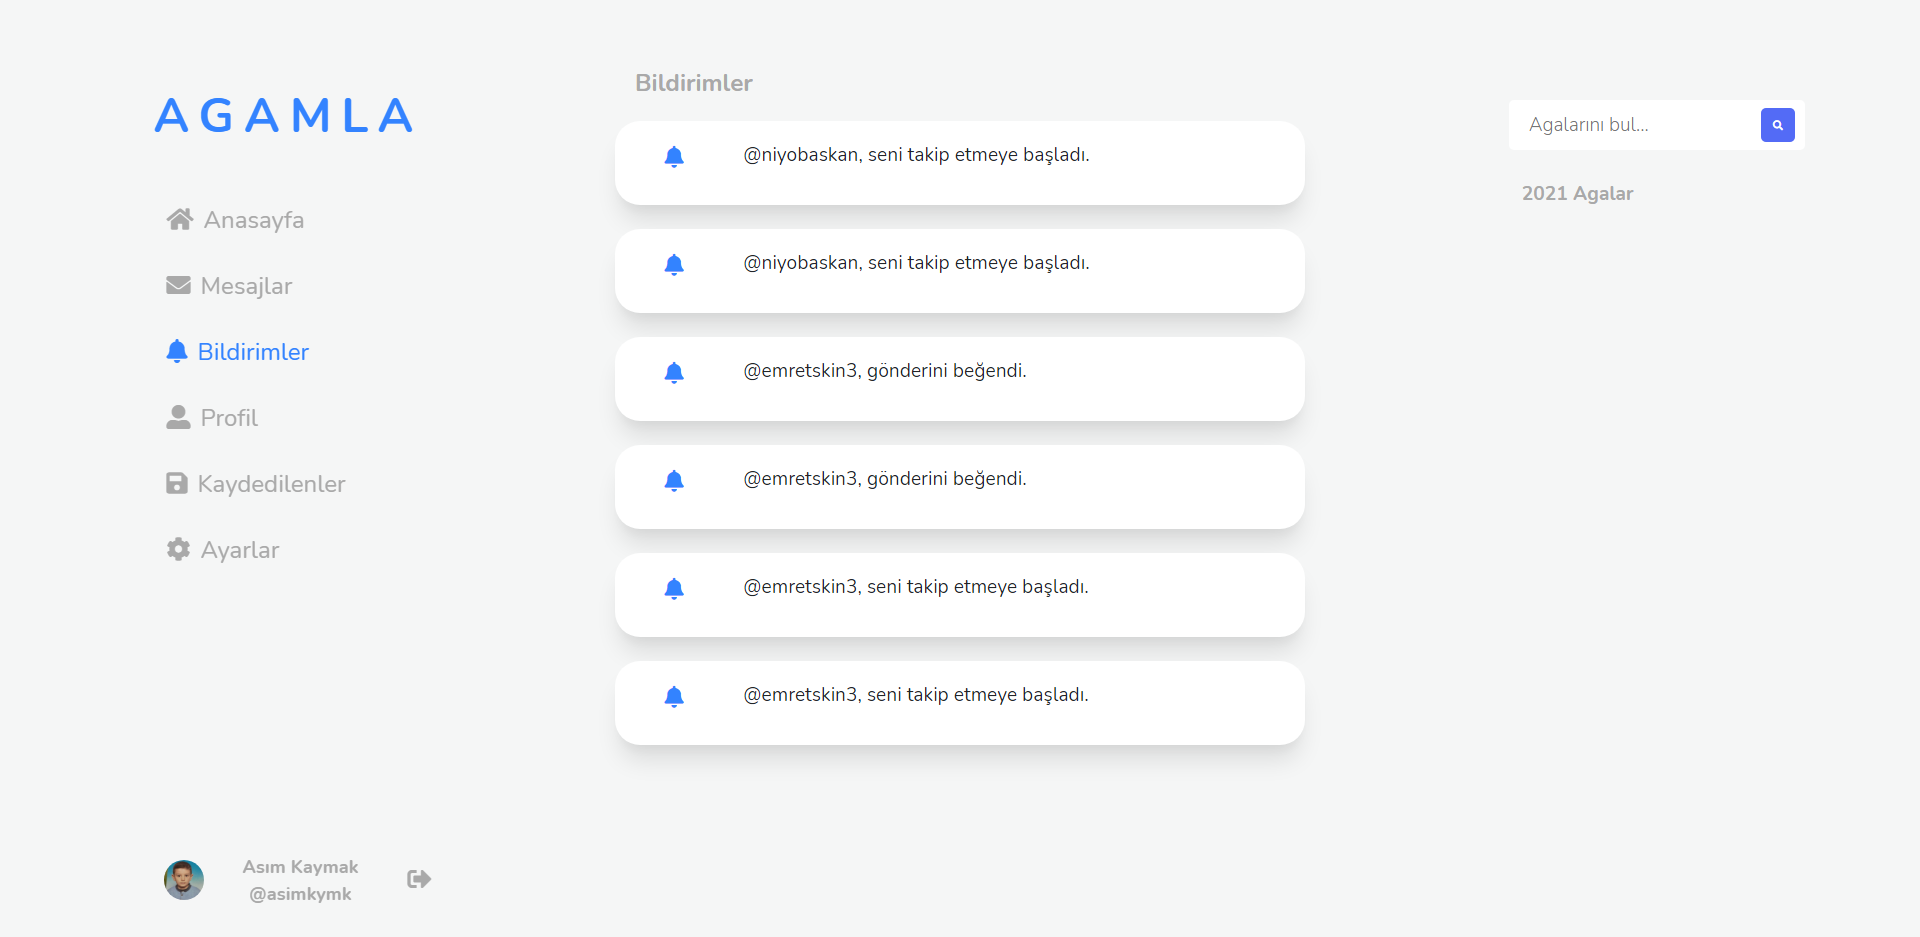 AGAMLA
Anasayfa
Mesajlar
Bildirimler
Profil
Kaydedilenler
Ayarlar
Asım Kaymak
@asimkymk
Bildirimler
@niyobaskan, seni takip etmeye başladı.
@niyobaskan, seni takip etmeye başladı.
@emretskin3, gönderini beğendi.
@emretskin3, gönderini beğendi.
@emretskin3, seni takip etmeye başladı.
@emretskin3, seni takip etmeye başladı.
Agalarını bul...
2021 Agalar